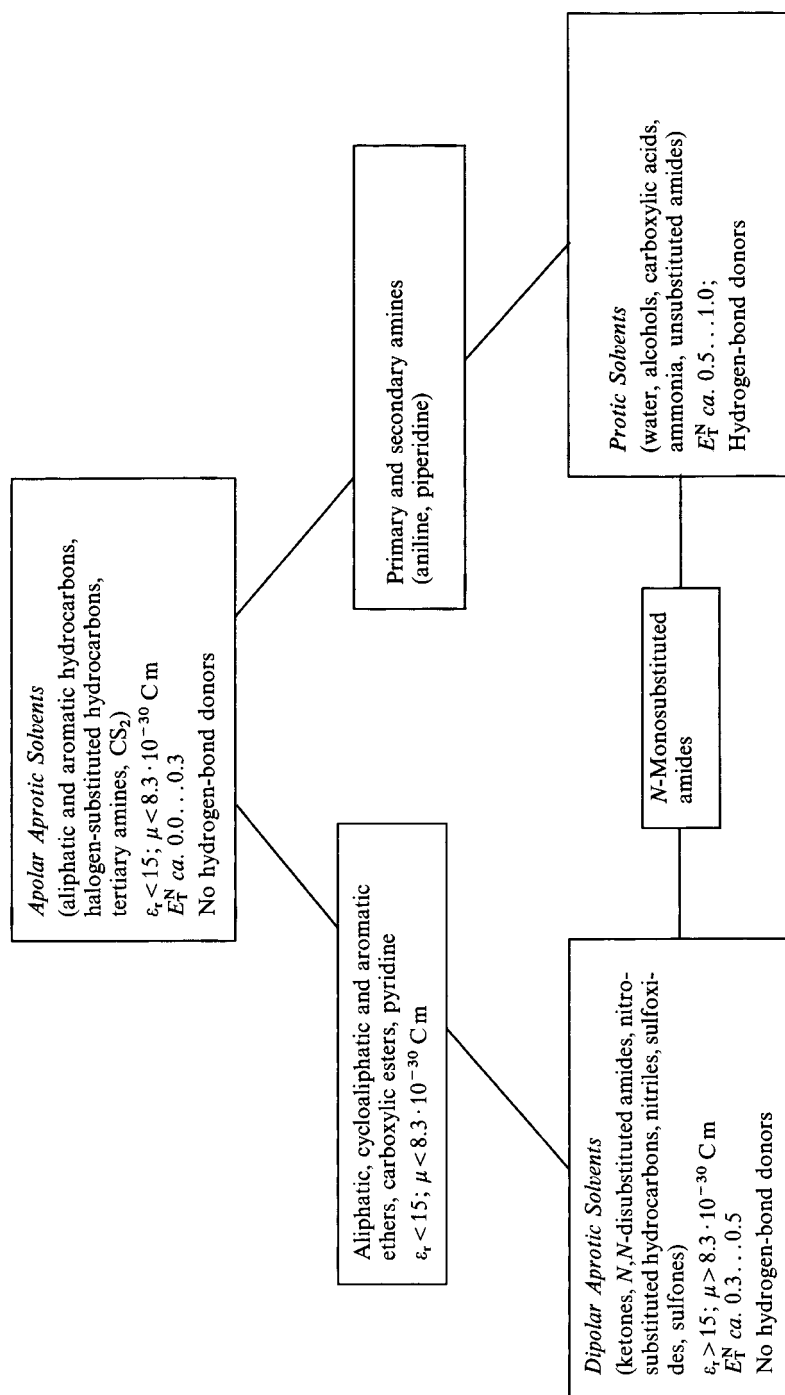 Apolar Aprotic Solvents
(aliphatic and aromatic hydrocarbons,
halogen-substituted hydrocarbons,
tertiary amines, CS₂)
εᵣ < 15; μ < 8.3 · 10⁻³⁰ C m
E_T^N ca. 0.0...0.3
No hydrogen-bond donors
Aliphatic, cycloaliphatic and aromatic
ethers, carboxylic esters, pyridine
εᵣ < 15; μ < 8.3 · 10⁻³⁰ C m
Primary and secondary amines
(aniline, piperidine)
Dipolar Aprotic Solvents
(ketones, N,N-disubstituted amides, nitro-
substituted hydrocarbons, nitriles, sulfoxi-
des, sulfones)
εᵣ > 15; μ > 8.3 · 10⁻³⁰ C m
E_T^N ca. 0.3...0.5
No hydrogen-bond donors
N-Monosubstituted
amides
Protic Solvents
(water, alcohols, carboxylic acids,
ammonia, unsubstituted amides)
E_T^N ca. 0.5...1.0;
Hydrogen-bond donors